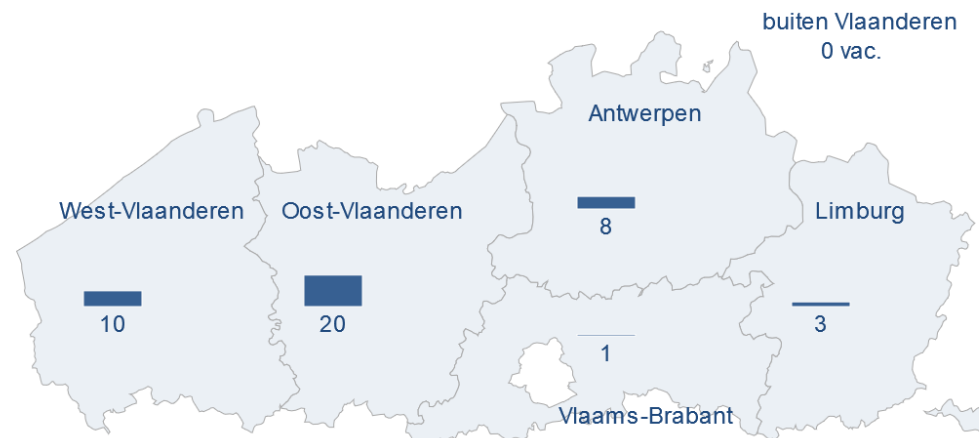 buiten Vlaanderen
0 vac.
Antwerpen
8
West-Vlaanderen
10
Oost-Vlaanderen
20
Limburg
3
1
Vlaams-Brabant